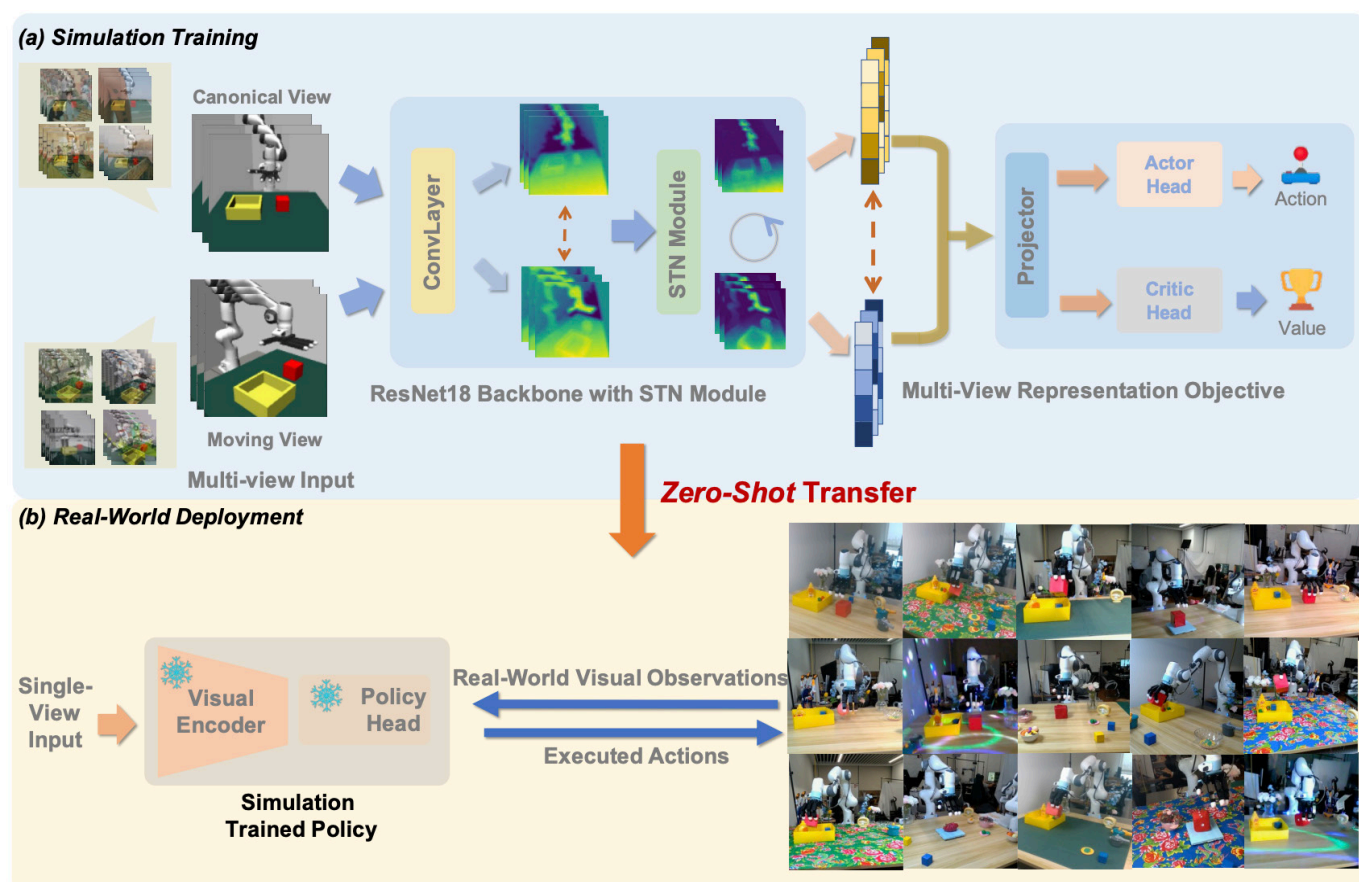 (a) Simulation Training
Canonical View
Moving View
Multi-view Input
ConvLayer
STN Module
ResNet18 Backbone with STN Module
Projector
Actor
Head
Action
Critic
Head
Value
Multi-View Representation Objective
Zero-Shot Transfer
(b) Real-World Deployment
Single-
View
Input
Visual
Encoder
Policy
Head
Simulation
Trained Policy
Real-World Visual Observations
Executed Actions